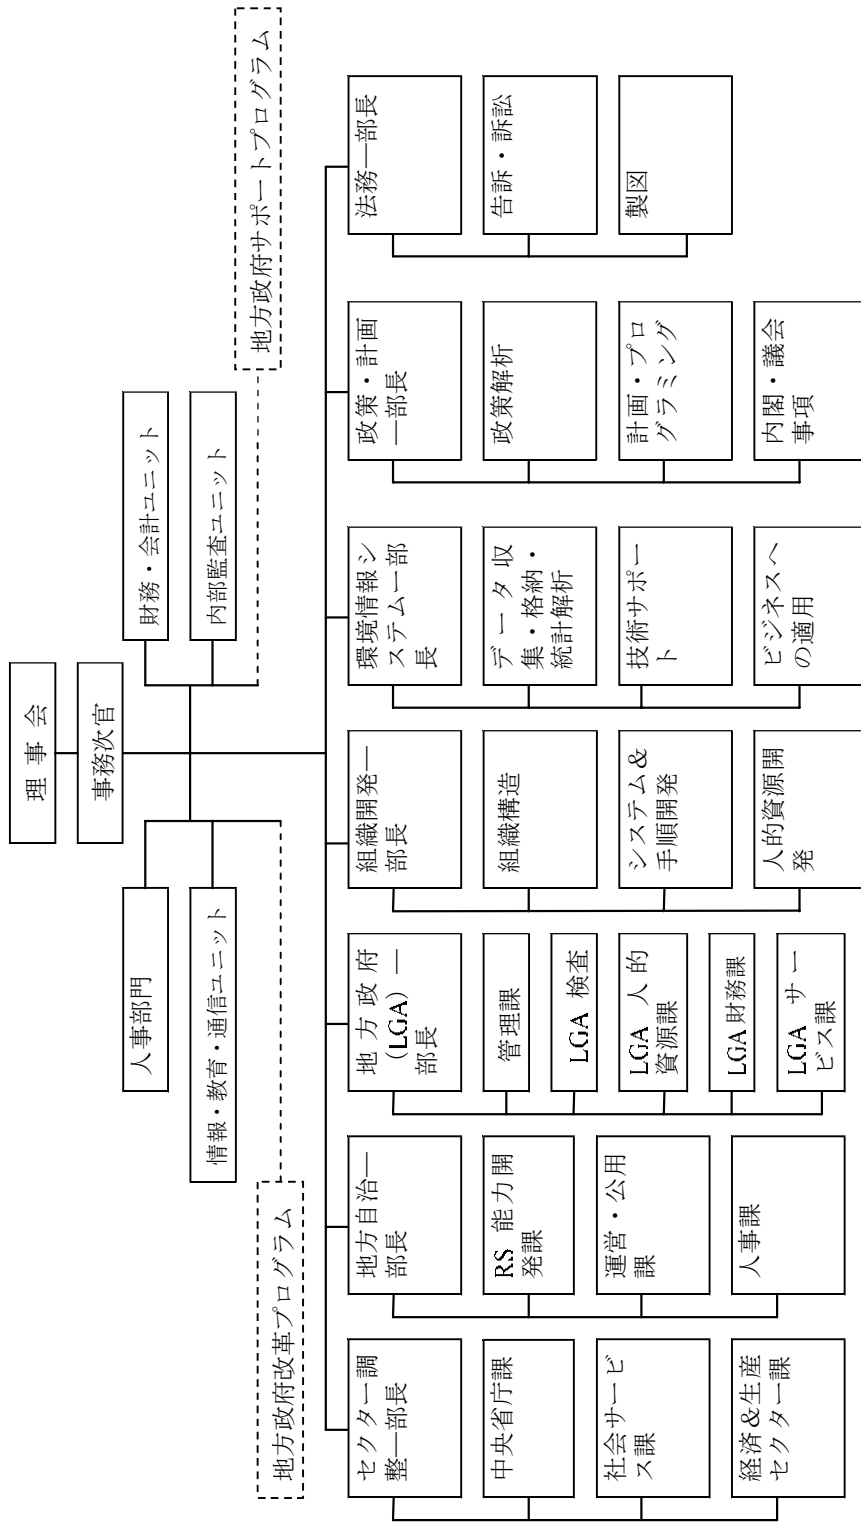 理 事 会
事務次官
人事部門
情報・教育・通信ユニット
財務・会計ユニット
内部監査ユニット
地方政府改革プログラム
地方政府サポートプログラム
セクター調
整―部長
中央省庁課
社会サービ
ス課
経済&生産
セクター課
地方自治―
部長
RS 能力開
発課
運営・公用
課
人事課
地 方 政 府
(LGA) ―
部長
管理課
LGA 検査
LGA 人 的
資源課
LGA 財務課
LGA サ ー
ビス課
組織開発―
部長
組織構造
システム&
手順開発
人的資源開
発
環境情報シ
ステム―部
長
デ ー タ 収
集・格納・
統計解析
技術サポー
ト
ビジネスへ
の適用
政策・計画
―部長
政策解析
計画・プロ
グラミング
内閣・議会
事項
法務―部長
告訴・訴訟
製図